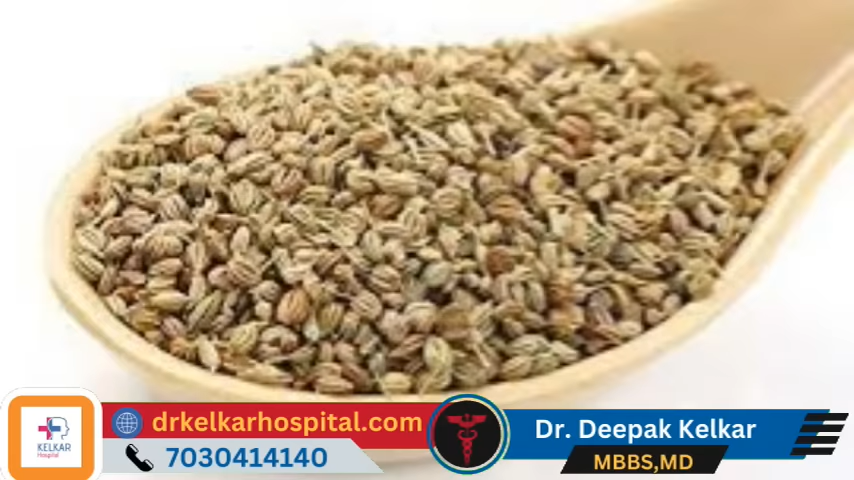 KELKAR
Hospital
drkelkarhospital.com
7030414140
Dr. Deepak Kelkar
MBBS,MD